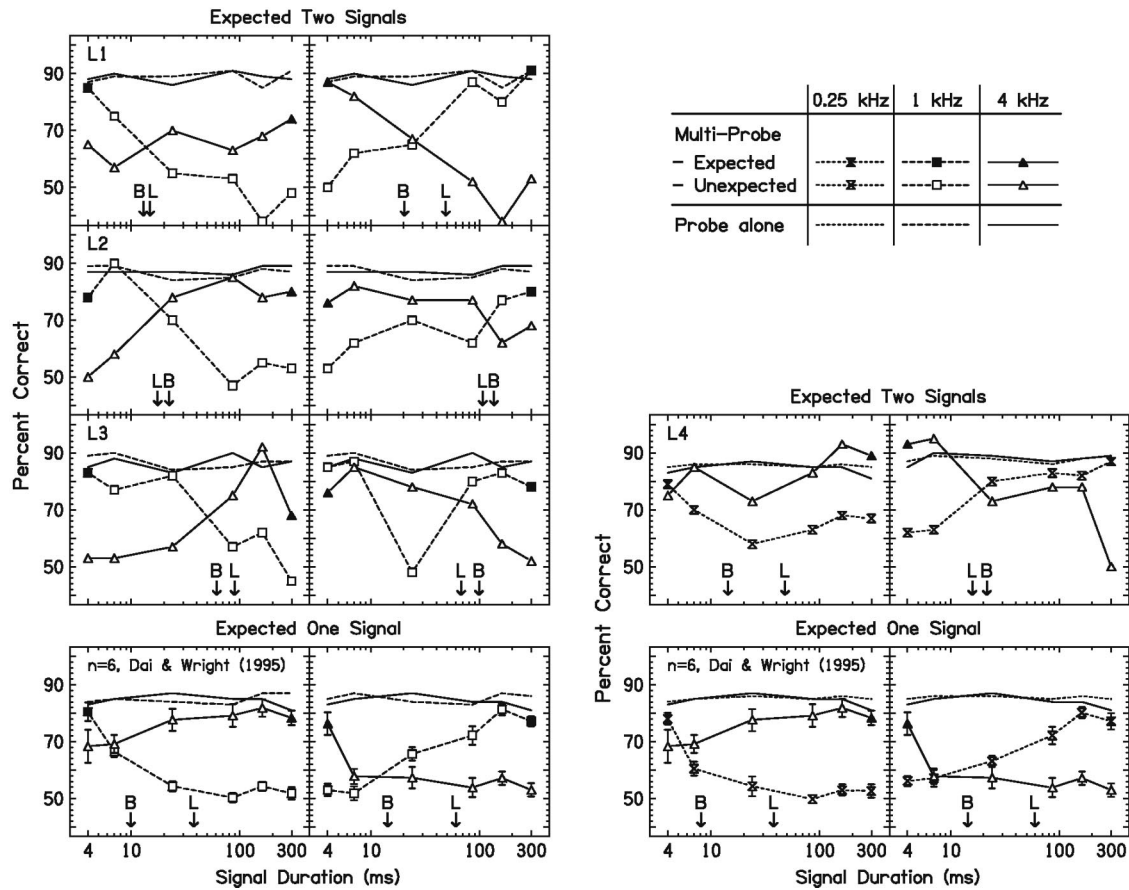 Expected Two Signals
L1
90
70
50
B L
B L
L2
90
70
50
L B
L B
L3
90
70
50
B L
L B
Percent Correct
Expected One Signal
n=6, Dai & Wright (1995)
90
70
50
B L
B L
4 10 100 300 4 10 100 300
Signal Duration (ms)
0.25 kHz 1 kHz 4 kHz
Multi-Probe
- Expected
- Unexpected
Probe alone
Expected Two Signals
L4
90
70
50
B L
L B
Percent Correct
Expected One Signal
n=6, Dai & Wright (1995)
90
70
50
B L
B L
4 10 100 300 4 10 100 300
Signal Duration (ms)